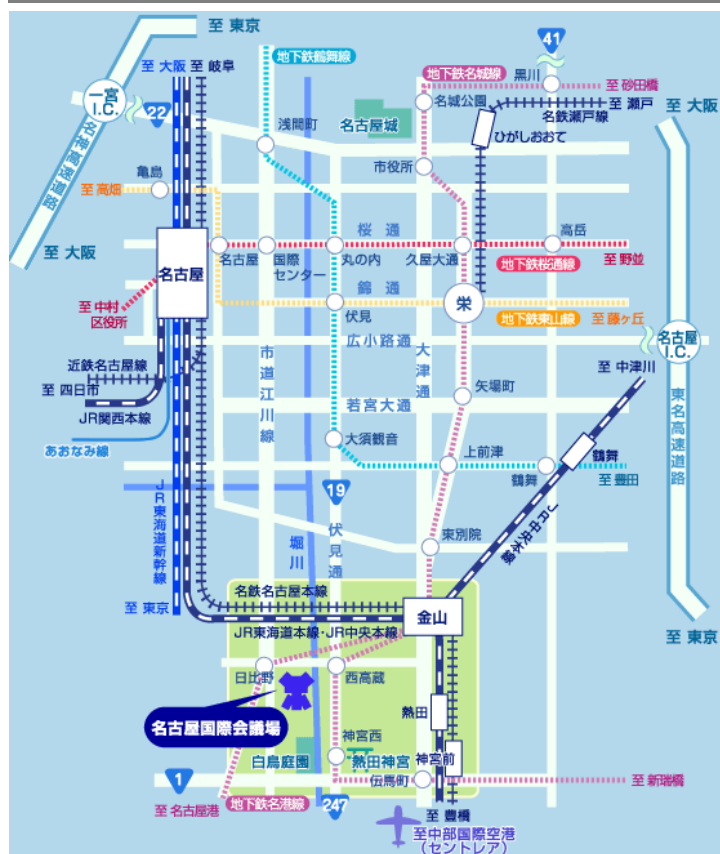 至 東京
至 大阪
至 岐阜
地下鉄鶴舞線
41
一宮
I.C.
22
名神高速道路
地下鉄名城線
黒川
至 砂田橋
名城公園
名古屋城
至 瀬戸
名鉄瀬戸線
至 大阪
浅間町
ひがしおおて
市役所
亀島
至 高畑
桜通
高岳
至 大阪
名古屋
名古屋
国際
センター
丸の内
久屋大通
至 野並
地下鉄桜通線
錦通
栄
至 中村
区役所
伏見
地下鉄東山線
至 藤ヶ丘
広小路通
名古屋
I.C.
近鉄名古屋線
至 四日市
JR関西本線
市道江川線
大津通
至 中津川
矢場町
若宮大通
東名高速道路
あおなみ線
大須観音
上前津
鶴舞
鶴舞
至 豊田
JR東海道新幹線
19
伏見通
堀川
JR中央本線
東別院
名鉄名古屋本線
至 東京
金山
JR東海道本線・JR中央本線
至 東京
日比野
西高蔵
名古屋国際会議場
熱田
神宮西
白鳥庭園
熱田神宮
神宮前
1
伝馬町
至 新瑞橋
至 名古屋港
地下鉄名港線
247
至 豊橋
至中部国際空港
(セントレア)